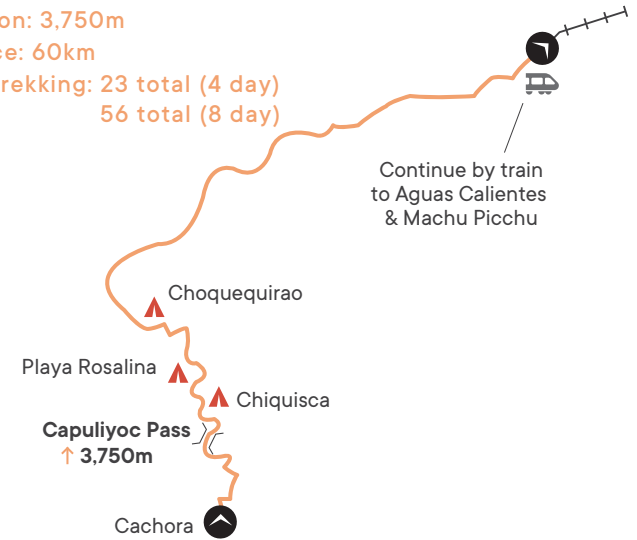 on: 3,750m
ce: 60km
rekking: 23 total (4 day)
56 total (8 day)
Continue by train
to Aguas Calientes
& Machu Picchu
Choquequirao
Playa Rosalina
Chiquisca
Capuliyoc Pass
↑ 3,750m
Cachora